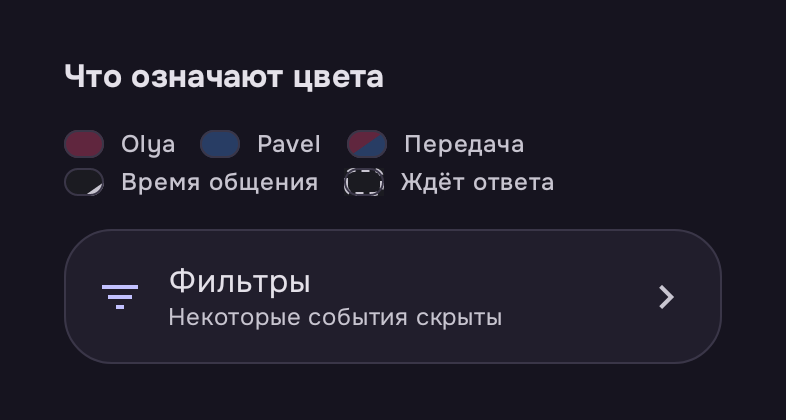 Что означают цвета
Olya Pavel Передача
Время общения Ждёт ответа
Фильтры
Некоторые события скрыты